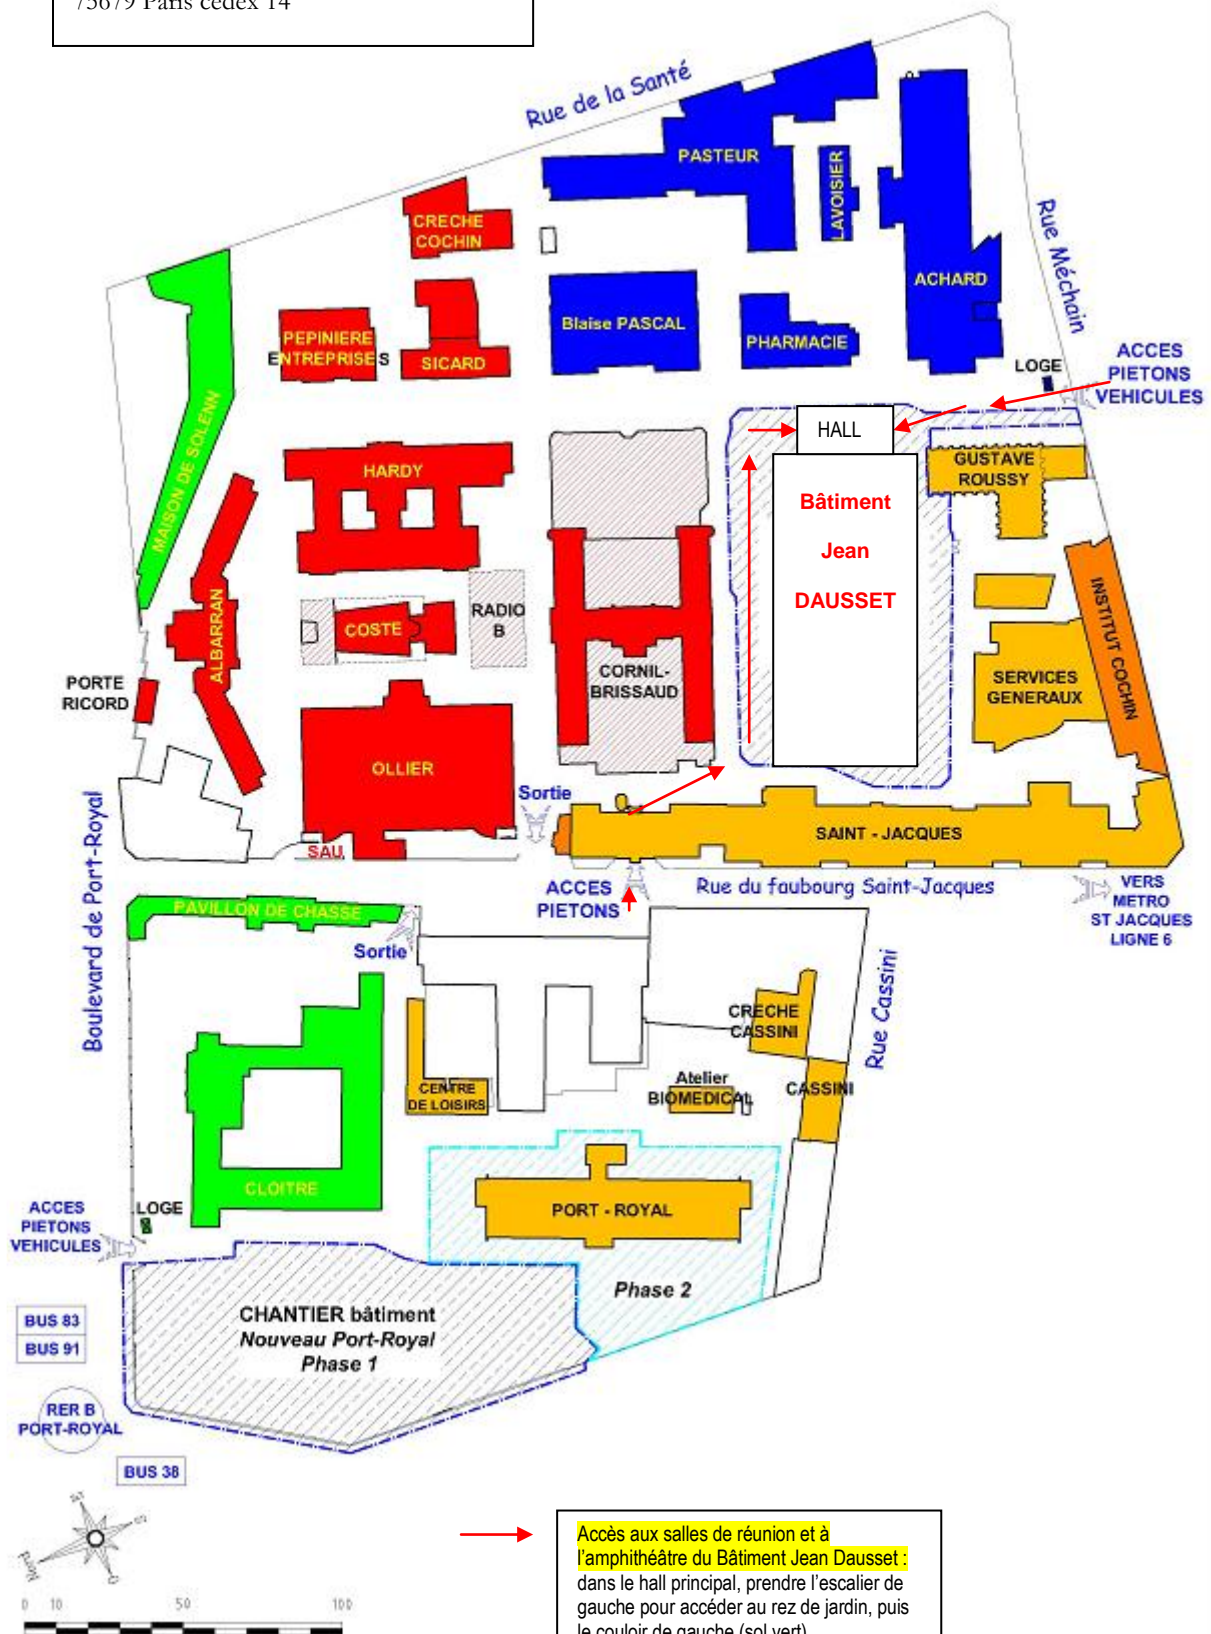 75679 Paris cedex 14
Rue de la Santé
PASTEUR
LAVOISIER
CRECHE
COCHIN
Rue Méchain
ACHARD
Blaise PASCAL
PHARMACIE
PEPINIERE
ENTREPRISES
SICARD
LOGE
ACCES
PIETONS
VEHICULES
MAISON DE SOLENN
HALL
HARDY
GUSTAVE
ROUSSY
Bâtiment
Jean
DAUSSET
ALBARRAN
COSTE
RADIO
B
INSTITUT COCHIN
CORNIL-
BRISSAUD
SERVICES
GENERAUX
PORTE
RICORD
OLLIER
Sortie
Boulevard de Port-Royal
SAINT - JACQUES
SAU
ACCES
PIETONS
Rue du faubourg Saint-Jacques
VERS
METRO
ST JACQUES
LIGNE 6
PAVILLON DE CHASSE
Sortie
Rue Cassini
CRECHE
CASSINI
Atelier
BIOMEDICAL
CASSINI
CENTRE
DE LOISIRS
CLOITRE
LOGE
PORT - ROYAL
ACCES
PIETONS
VEHICULES
Phase 2
CHANTIER bâtiment
Nouveau Port-Royal
Phase 1
BUS 83
BUS 91
RER B
PORT-ROYAL
BUS 38
Nord
0 10 50 100
Accès aux salles de réunion et à
l'amphithéâtre du Bâtiment Jean Dausset :
dans le hall principal, prendre l'escalier de
gauche pour accéder au rez de jardin, puis
le couloir de gauche (sol vert)